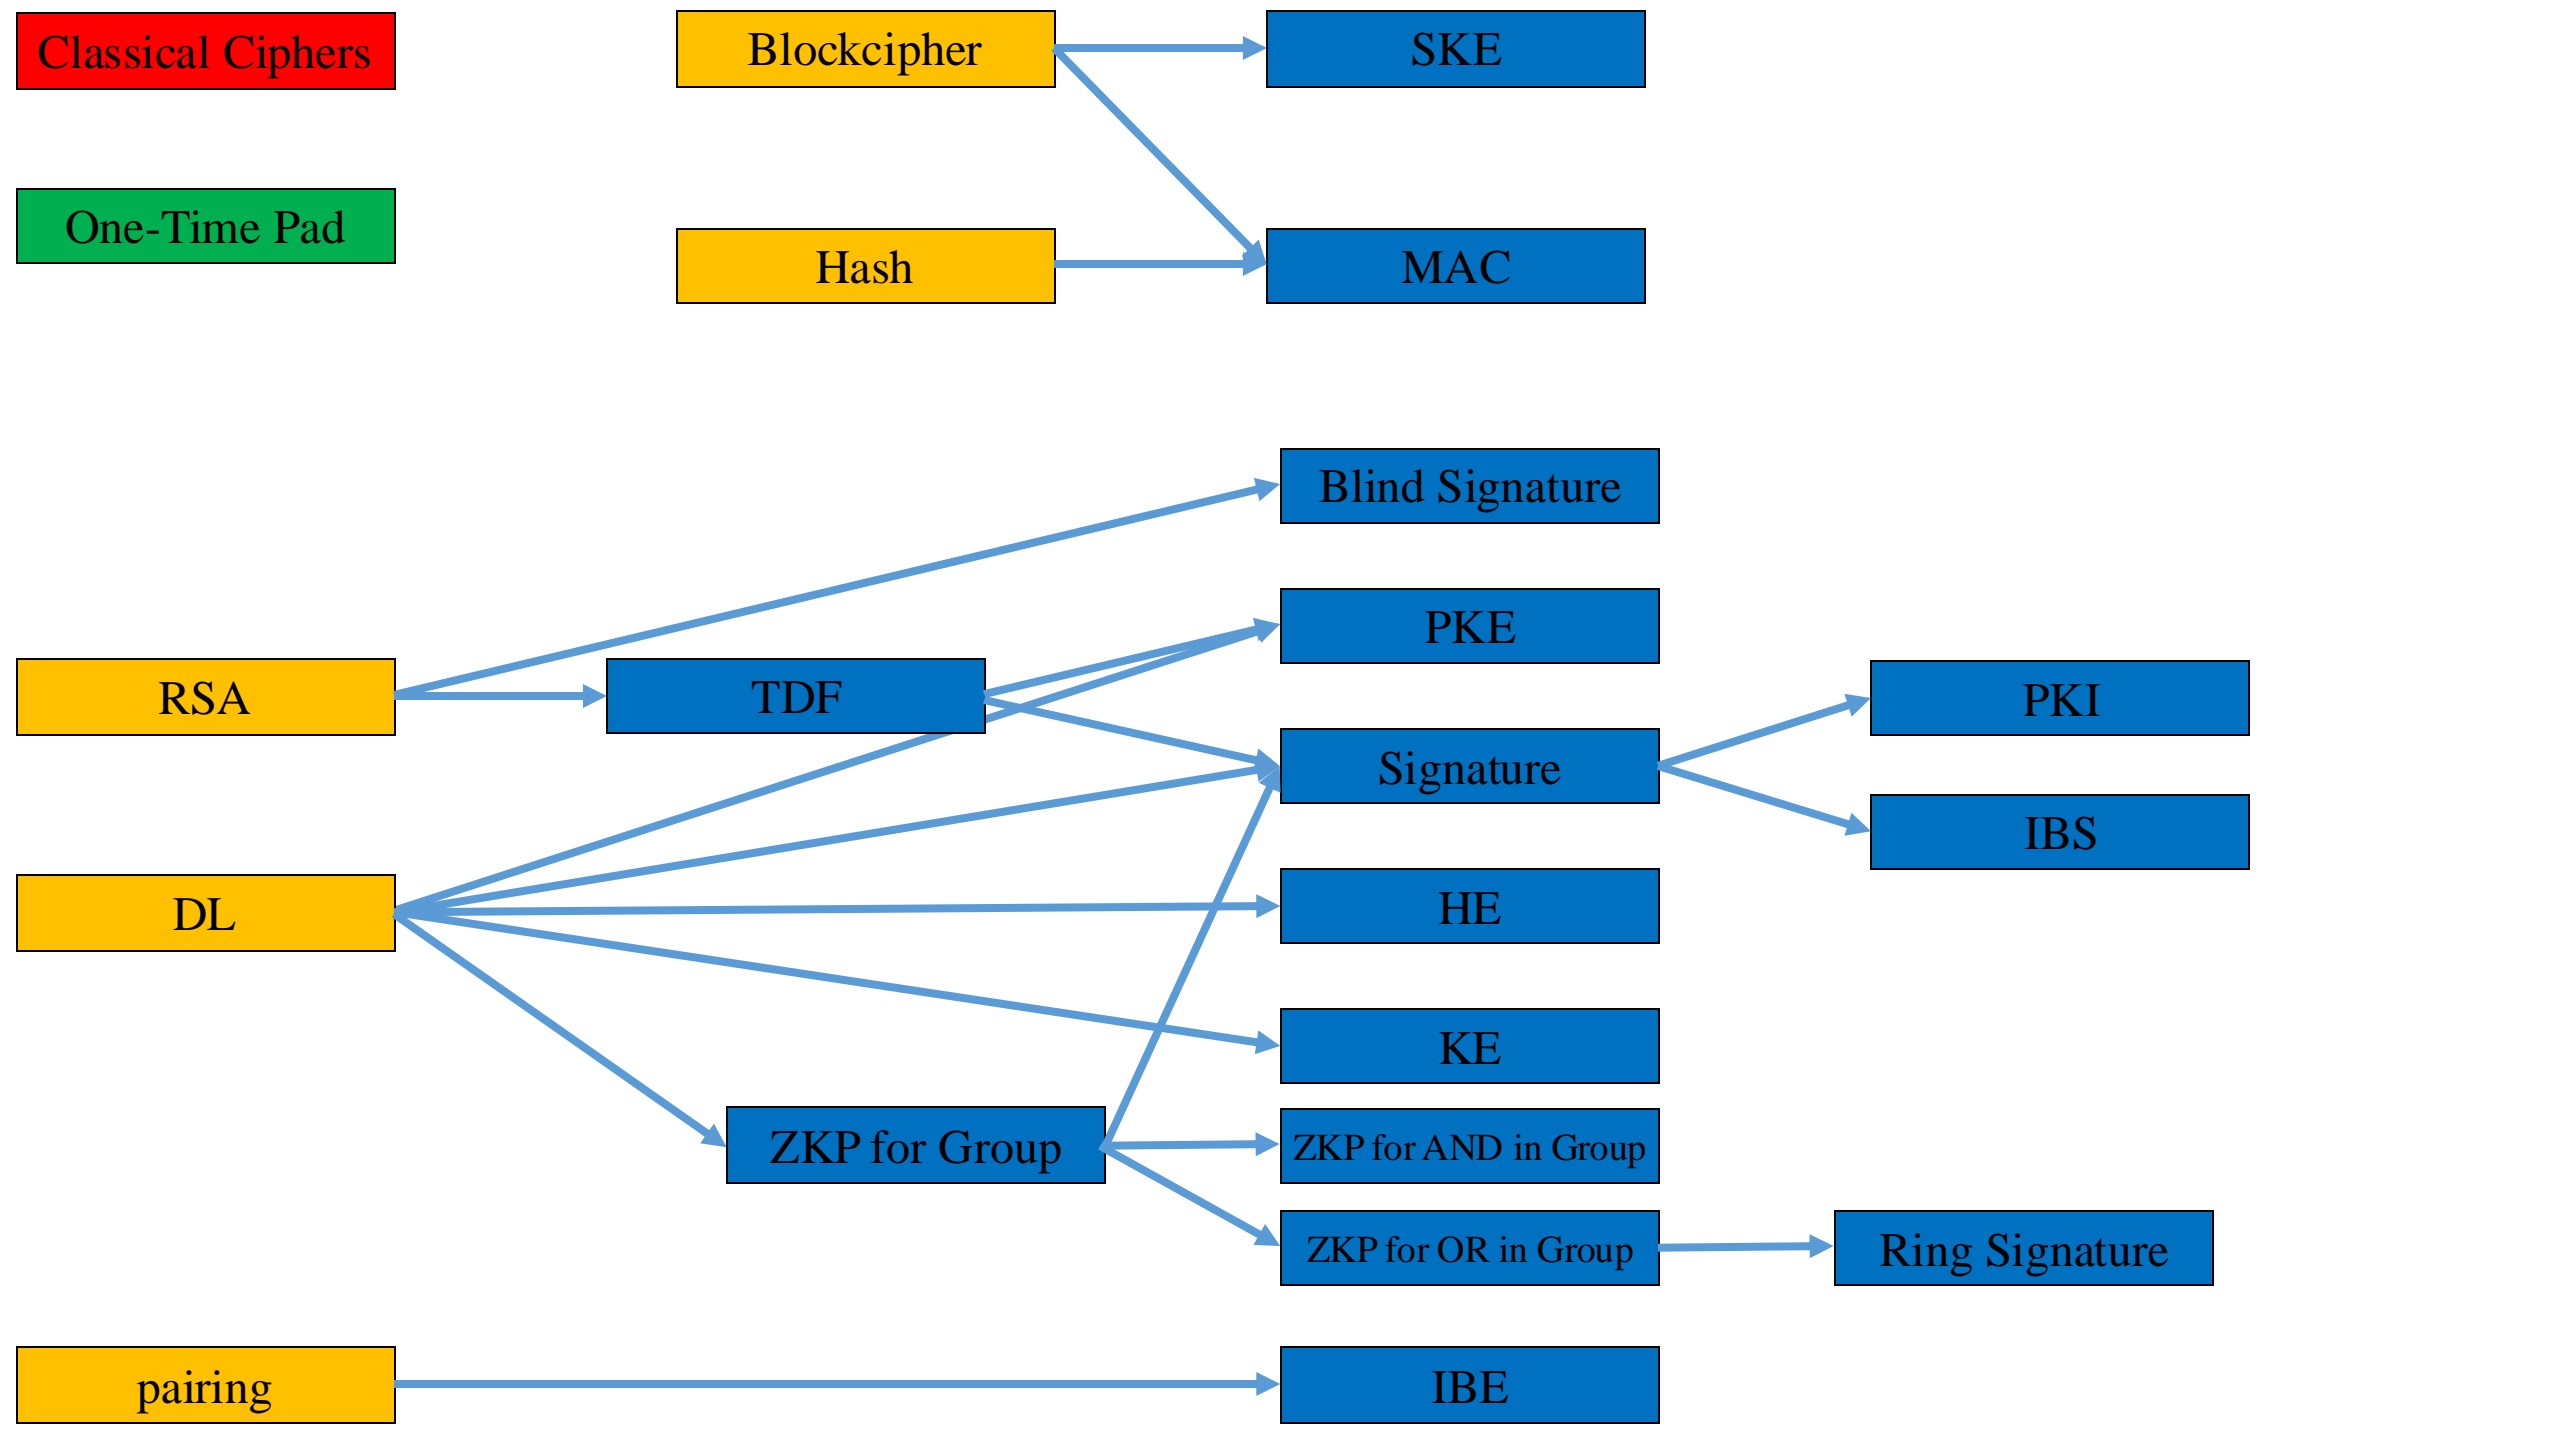 Classical Ciphers
Blockcipher
SKE
One-Time Pad
Hash
MAC
Blind Signature
PKE
RSA
TDF
PKI
Signature
IBS
DL
HE
KE
ZKP for Group
ZKP for AND in Group
ZKP for OR in Group
Ring Signature
pairing
IBE